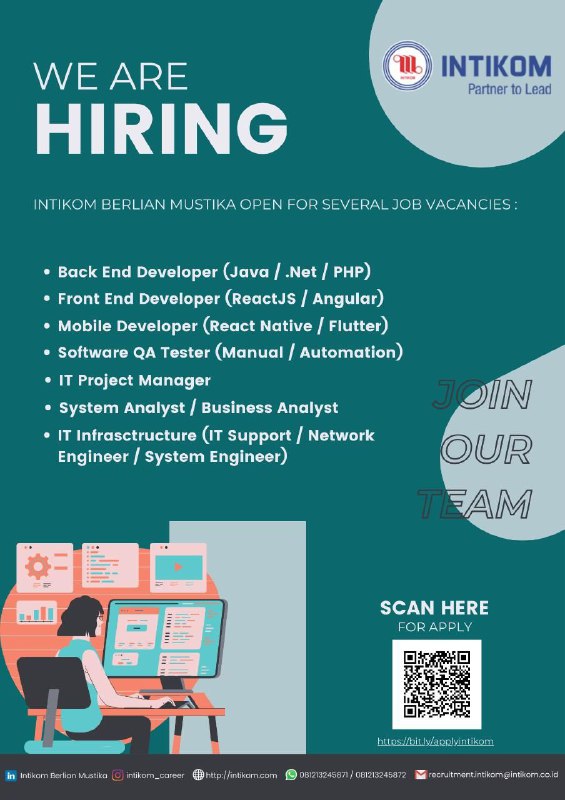 INTIKOM
Partner to Lead
WE ARE
HIRING
INTIKOM BERLIAN MUSTIKA OPEN FOR SEVERAL JOB VACANCIES :
• Back End Developer (Java / .Net / PHP)
• Front End Developer (ReactJS / Angular)
• Mobile Developer (React Native / Flutter)
• Software QA Tester (Manual / Automation)
• IT Project Manager
• System Analyst / Business Analyst
• IT Infrasctructure (IT Support / Network
Engineer / System Engineer)
JOIN
OUR
TEAM
SCAN HERE
FOR APPLY
https://bit.ly/applyintikom
Intikom Berlian Mustika intikom_career http://intikom.com 081213245871 / 081213245872 recruitment.intikom@intikom.co.id